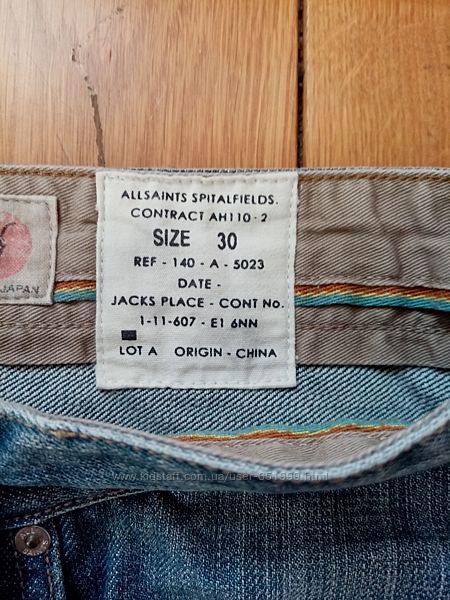 ALLSAINTS SPITALFIELDS.
CONTRACT AH110-2
SIZE 30
REF - 140 - A - 5023
DATE -
JACKS PLACE - CONT No.
1-11-607 - E1 6NN
LOT A ORIGIN - CHINA
JAPAN